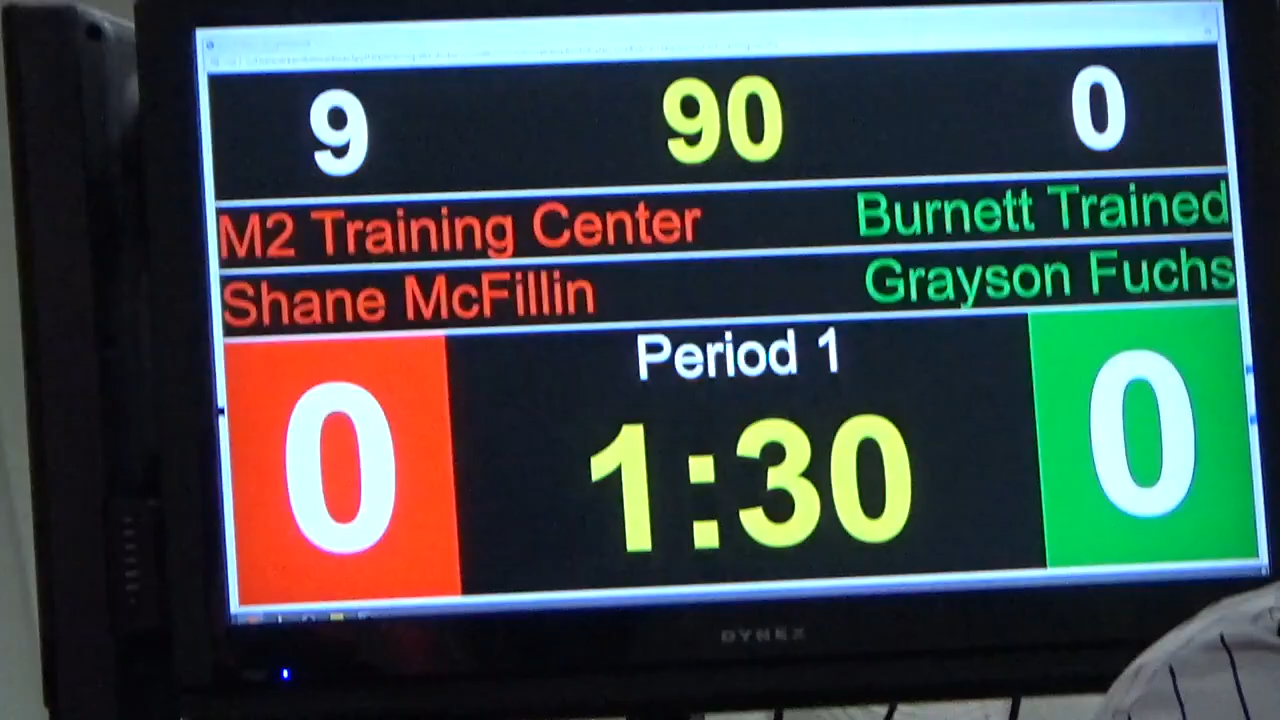 9 90 0
M2 Training Center Burnett Trained
Shane McFillin Grayson Fuchs
Period 1
0 1:30 0
DYNEX